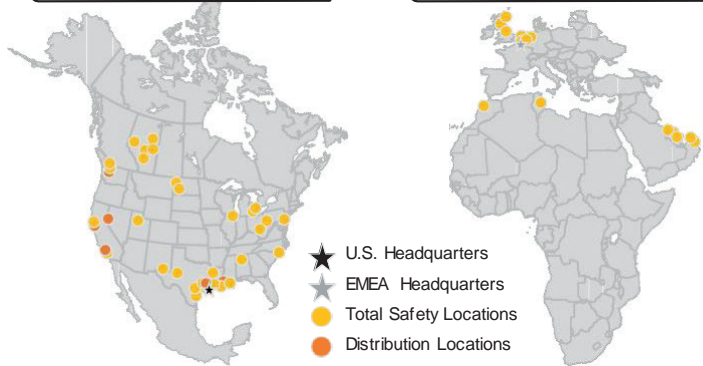 U.S. Headquarters
EMEA Headquarters
Total Safety Locations
Distribution Locations